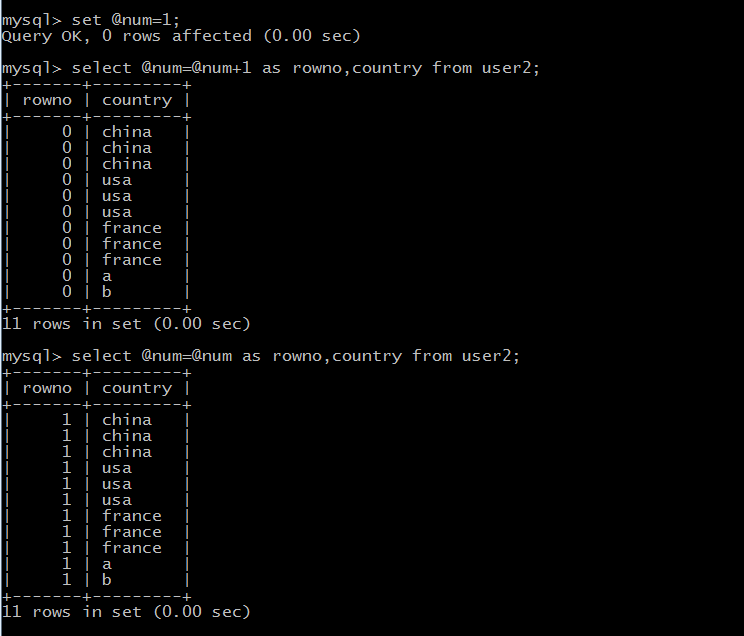 mysql> set @num=1;
Query OK, 0 rows affected (0.00 sec)
mysql> select @num=@num+1 as rowno,country from user2;
+-------+---------+
| rowno | country |
+-------+---------+
|     0 | china   |
|     0 | china   |
|     0 | china   |
|     0 | usa     |
|     0 | usa     |
|     0 | usa     |
|     0 | france  |
|     0 | france  |
|     0 | france  |
|     0 | a       |
|     0 | b       |
+-------+---------+
11 rows in set (0.00 sec)
mysql> select @num=@num as rowno,country from user2;
+-------+---------+
| rowno | country |
+-------+---------+
|     1 | china   |
|     1 | china   |
|     1 | china   |
|     1 | usa     |
|     1 | usa     |
|     1 | usa     |
|     1 | france  |
|     1 | france  |
|     1 | france  |
|     1 | a       |
|     1 | b       |
+-------+---------+
11 rows in set (0.00 sec)